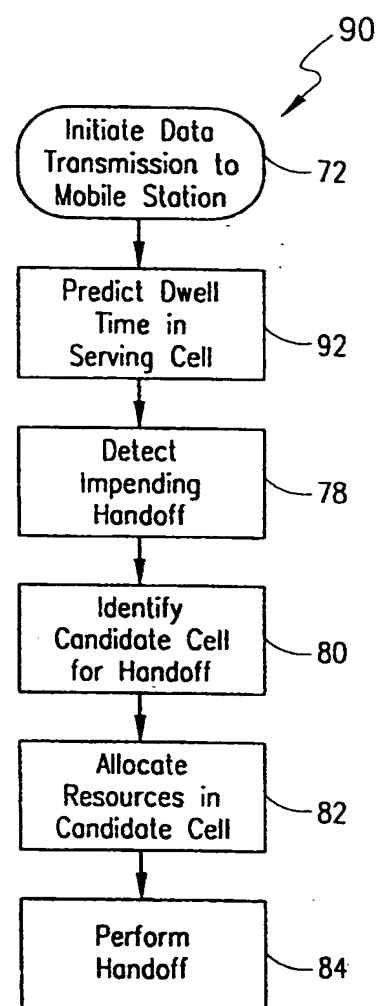 90
Initiate Data
Transmission to
Mobile Station
72
Predict Dwell
Time in
Serving Cell
92
Detect
Impending
Handoff
78
Identify
Candidate Cell
for Handoff
80
Allocate
Resources in
Candidate Cell
82
Perform
Handoff
84